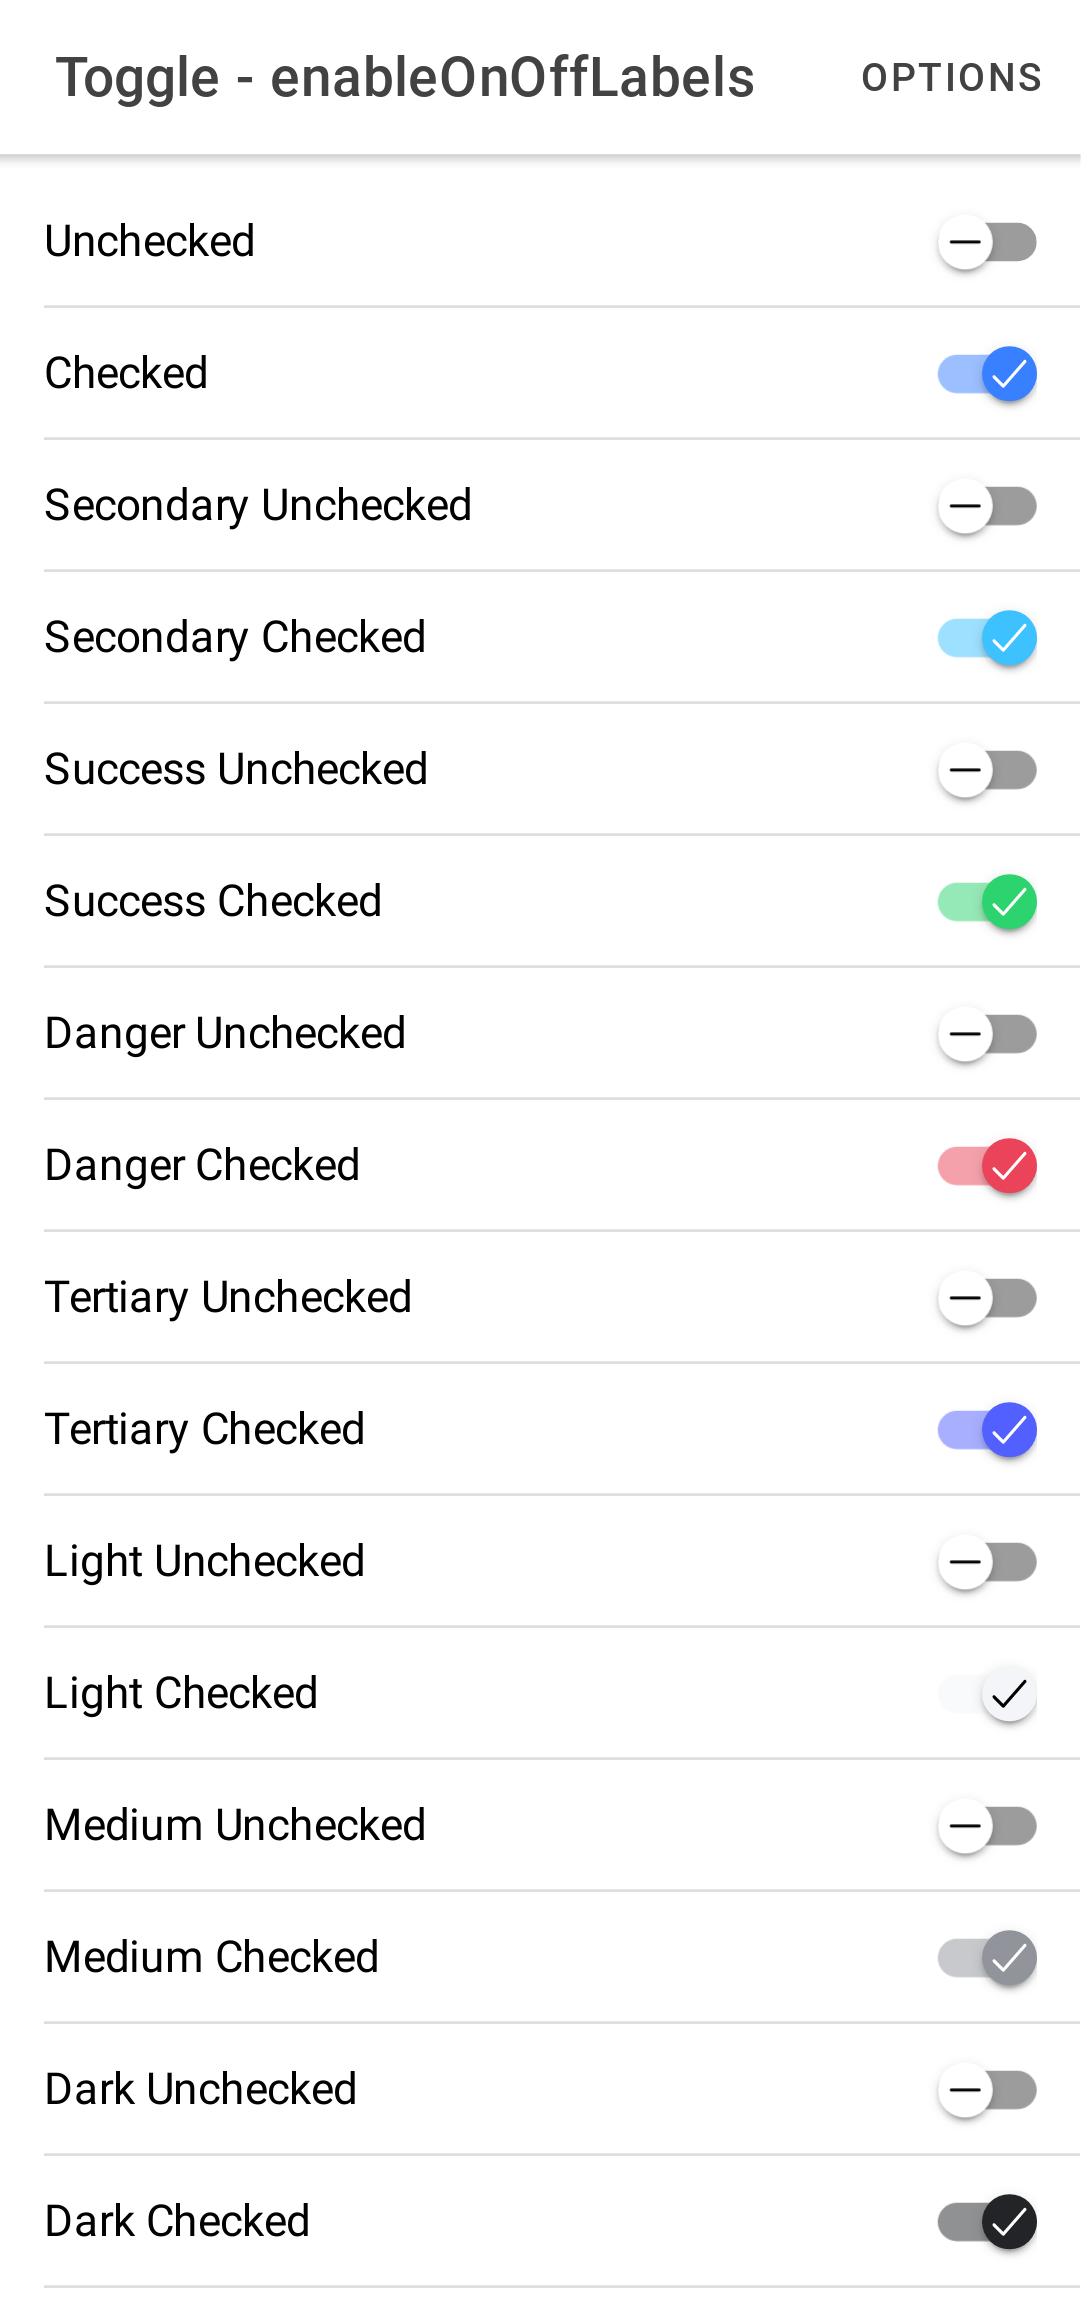 Toggle - enableOnOffLabels OPTIONS
Unchecked
Checked
Secondary Unchecked
Secondary Checked
Success Unchecked
Success Checked
Danger Unchecked
Danger Checked
Tertiary Unchecked
Tertiary Checked
Light Unchecked
Light Checked
Medium Unchecked
Medium Checked
Dark Unchecked
Dark Checked